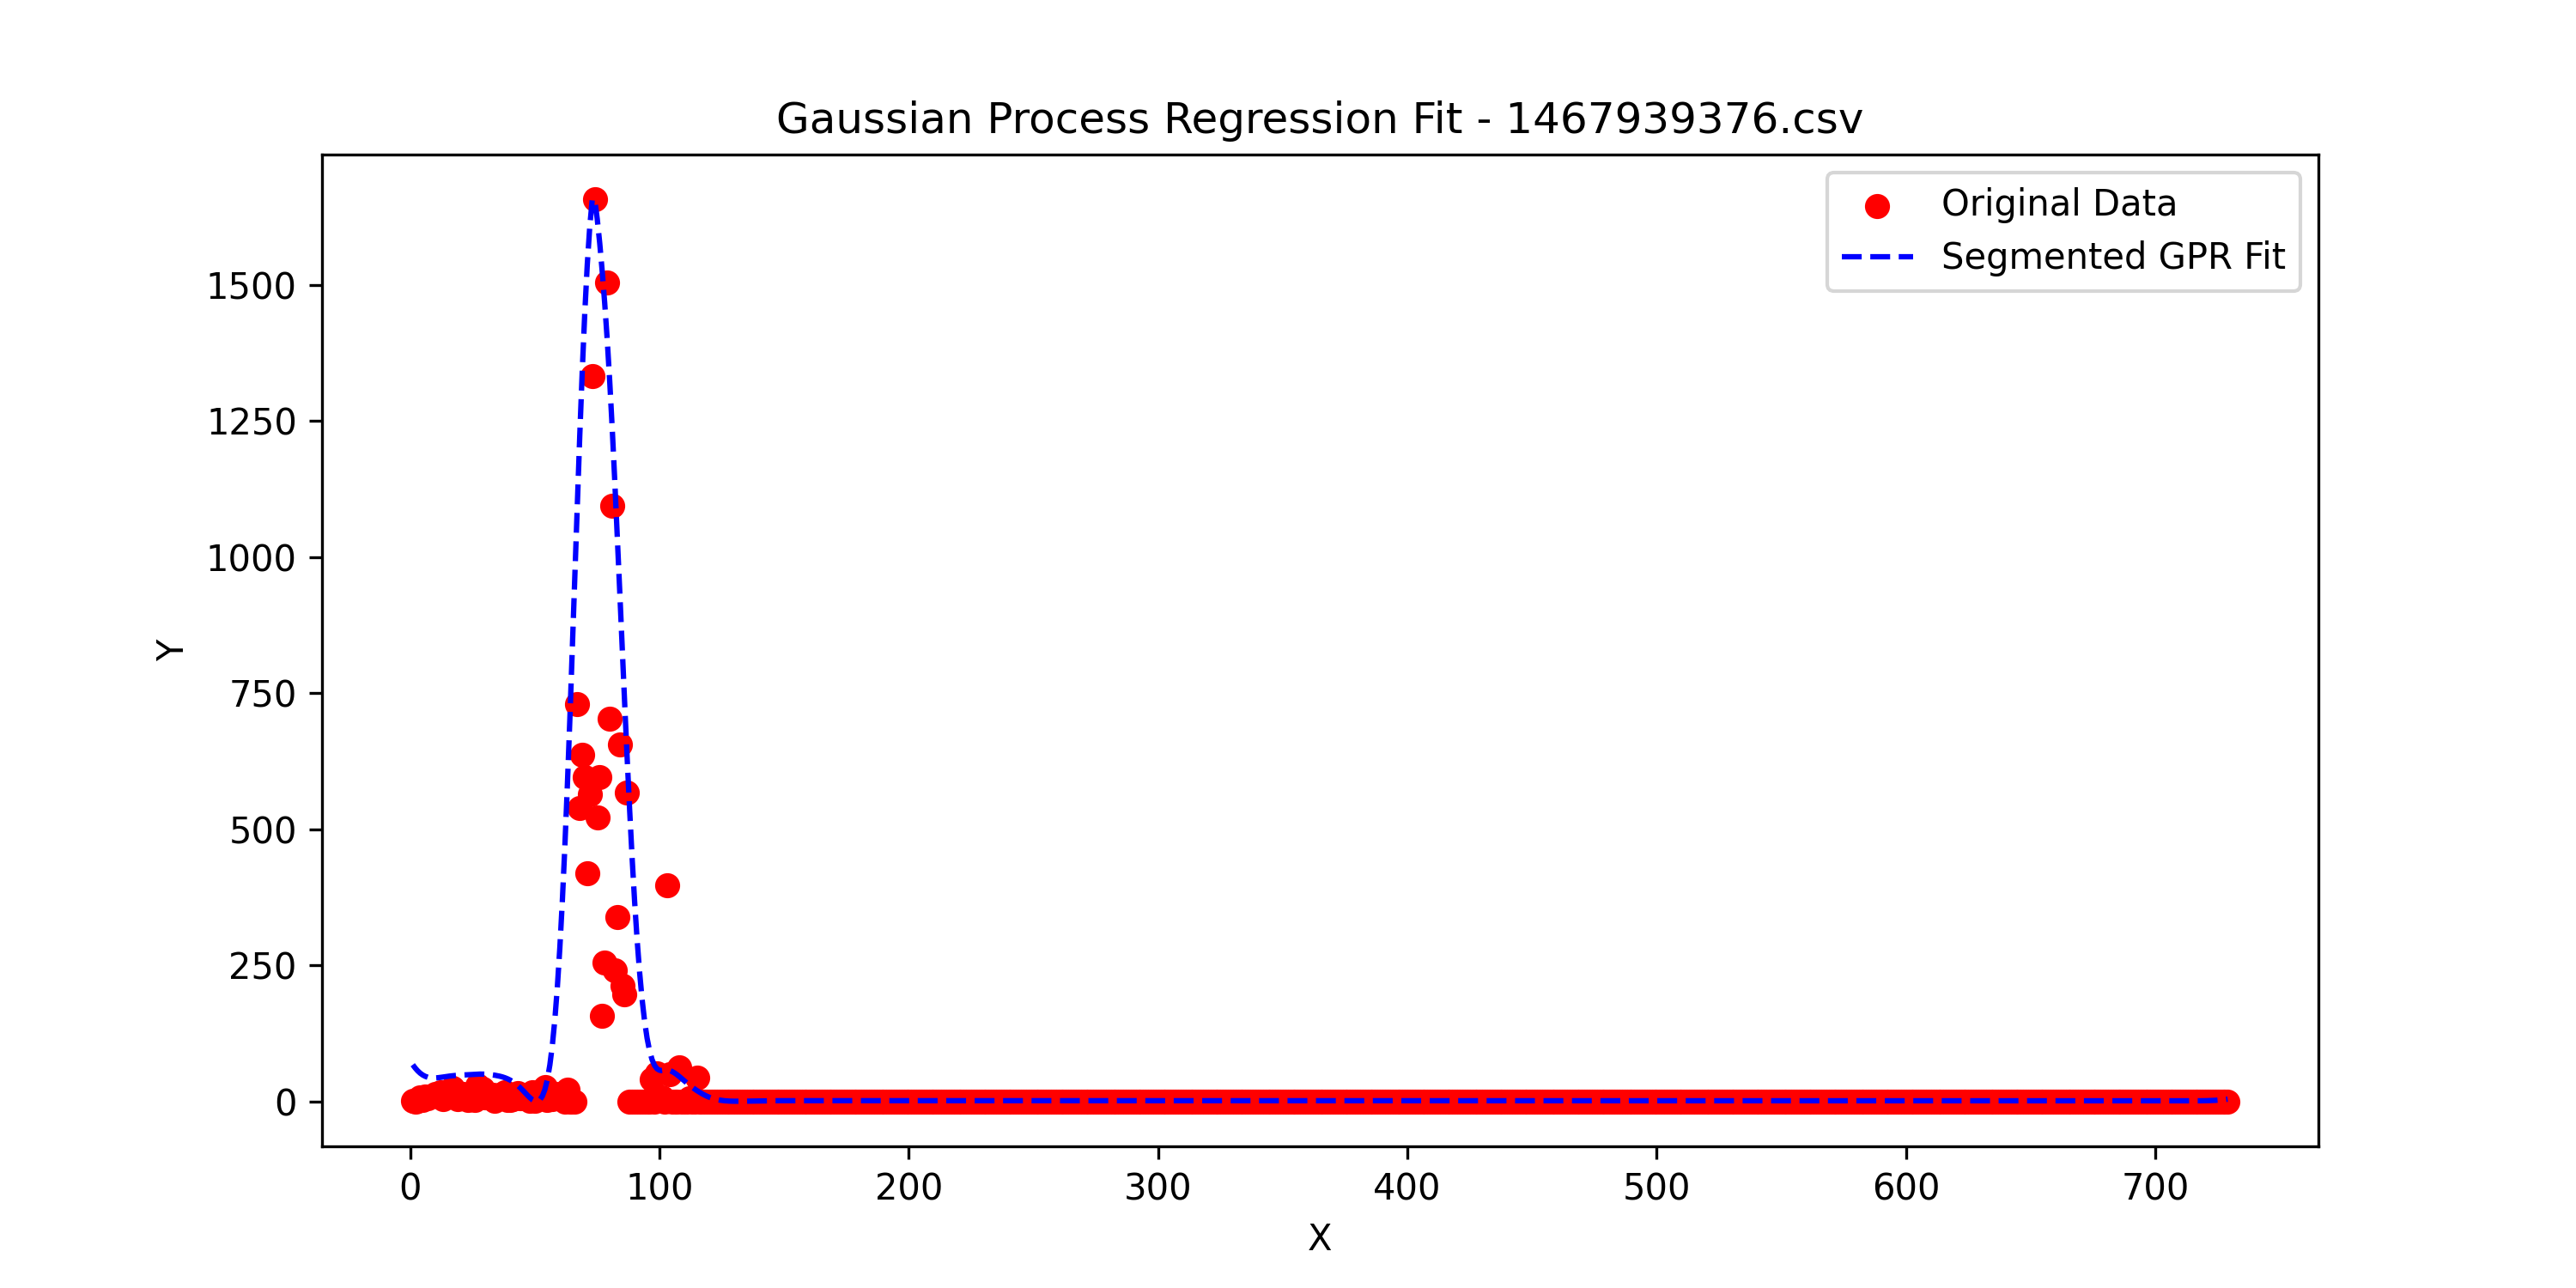 Gaussian Process Regression Fit - 1467939376.csv
Original Data
Segmented GPR Fit
1500
1250
1000
750
500
250
0
Y
0 100 200 300 400 500 600 700
X